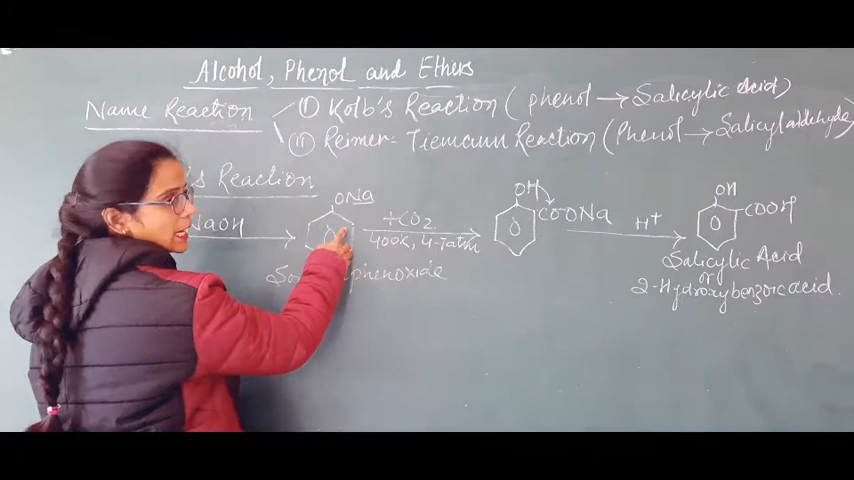 Alcohol, Phenol and Ethers
Name Reaction (i) Kolb's Reaction (phenol → Salicylic Acid)
(ii) Reimer-Tiemann Reaction (Phenol → Salicylaldehyde)
's Reaction
OH OH
ONa COOH
NaOH +CO2 COONa H+
400K, 4-7atm
Salicylic Acid
or
phenoxide 2-Hydroxybenzoic acid.